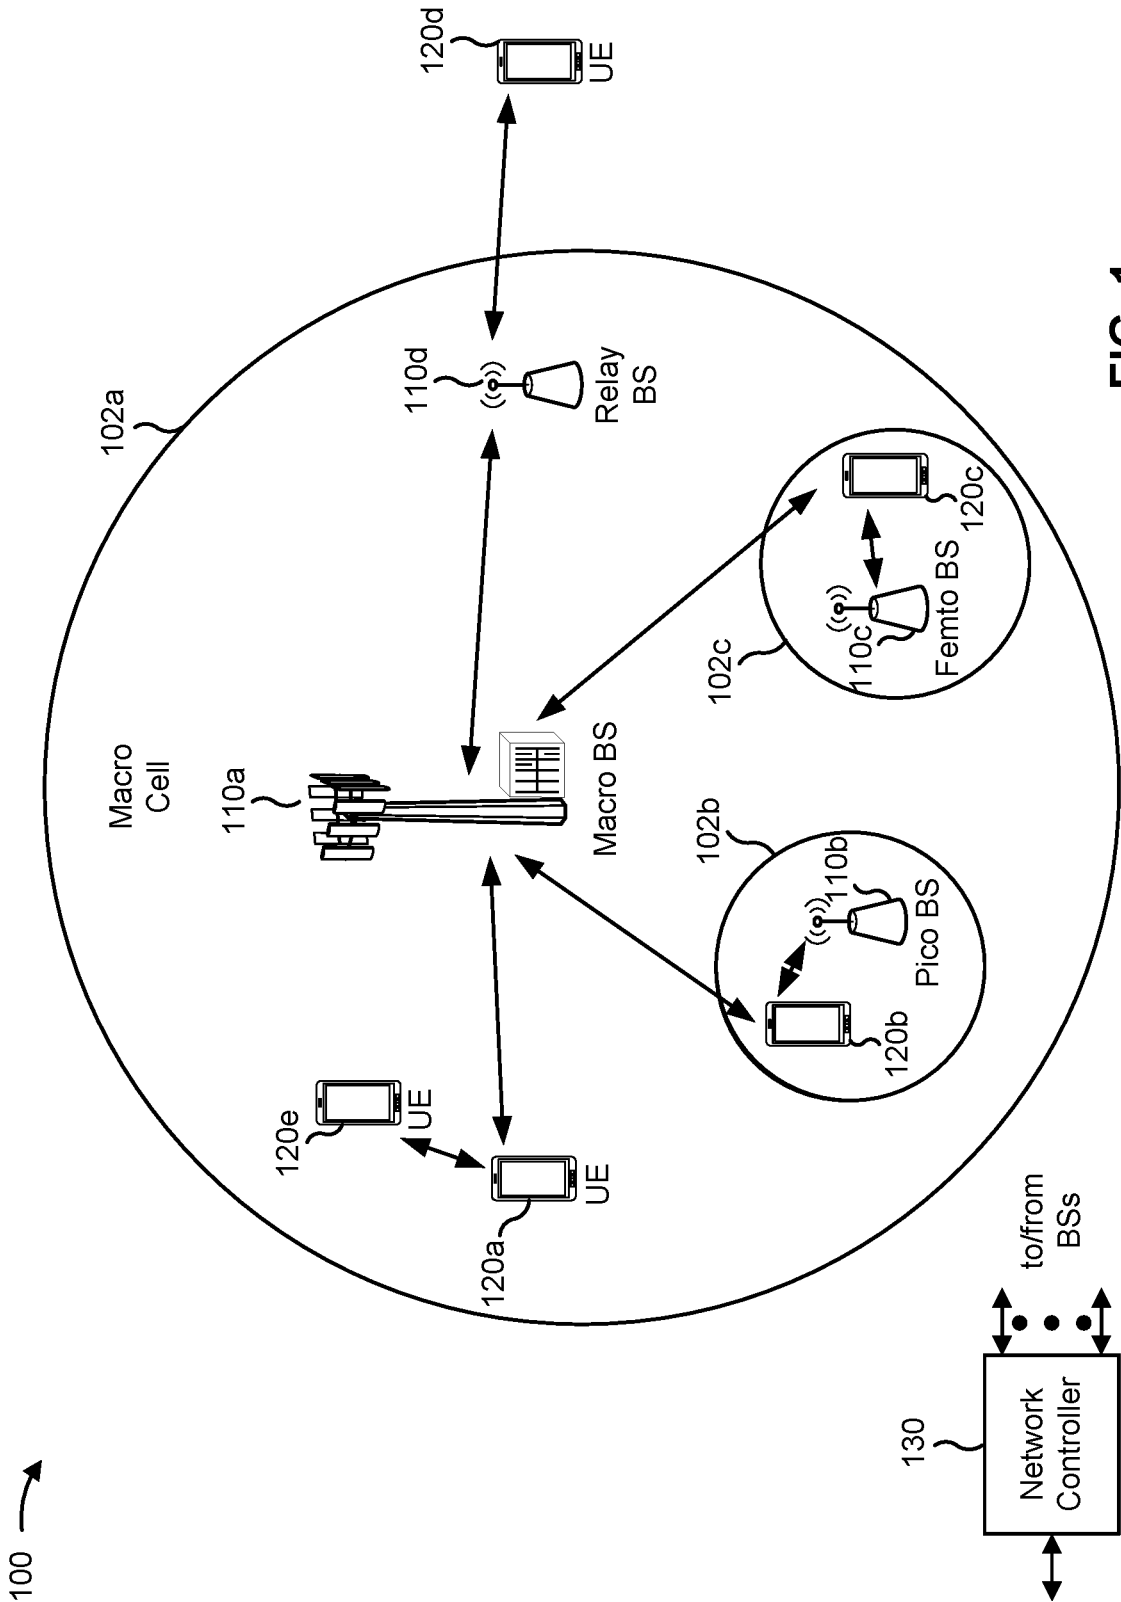 100
102a
Macro
Cell
110a
120d
UE
110d
Relay
BS
120e
UE
120a
UE
Macro BS
102b
110b
Pico BS
120b
102c
110c
Femto BS
120c
130
Network
Controller
to/from
BSs